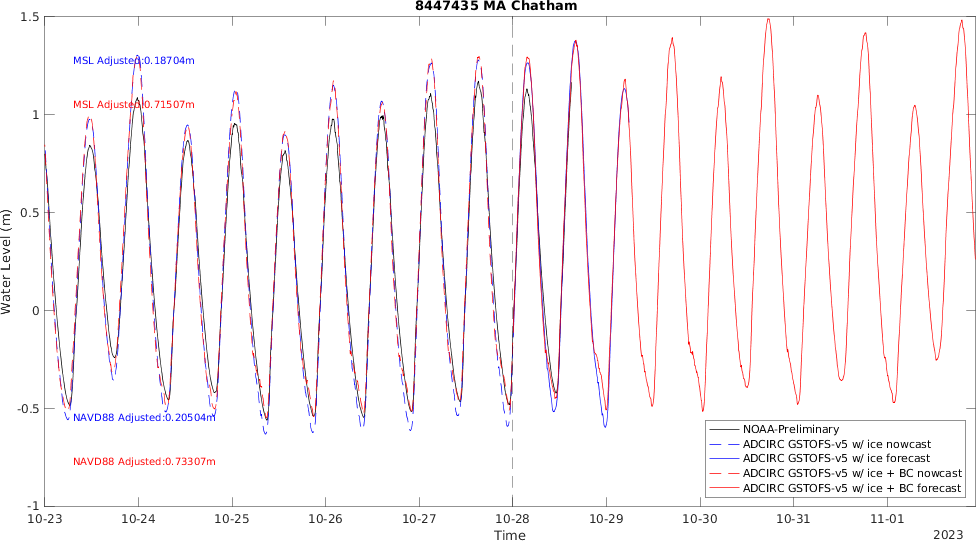 8447435 MA Chatham
1.5
1
0.5
0
-0.5
-1
Water Level (m)
MSL Adjusted:0.18704m
MSL Adjusted:0.71507m
NAVD88 Adjusted:0.20504m
NAVD88 Adjusted:0.73307m
NOAA-Preliminary
ADCIRC GSTOFS-v5 w/ ice nowcast
ADCIRC GSTOFS-v5 w/ ice forecast
ADCIRC GSTOFS-v5 w/ ice + BC nowcast
ADCIRC GSTOFS-v5 w/ ice + BC forecast
10-23 10-24 10-25 10-26 10-27 10-28 10-29 10-30 10-31 11-01
Time
2023